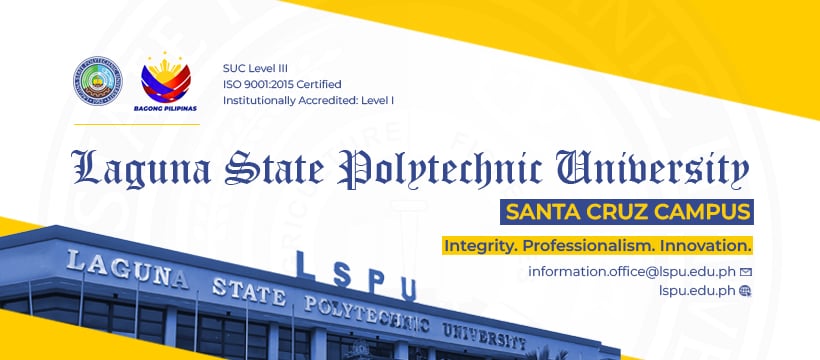 BAGONG PILIPINAS
SUC Level III
ISO 9001:2015 Certified
Institutionally Accredited: Level I
Laguna State Polytechnic University
SANTA CRUZ CAMPUS
Integrity. Professionalism. Innovation.
information.office@lspu.edu.ph
lspu.edu.ph
LSPU
LAGUNA STATE POLYTECHNIC UNIVERSITY